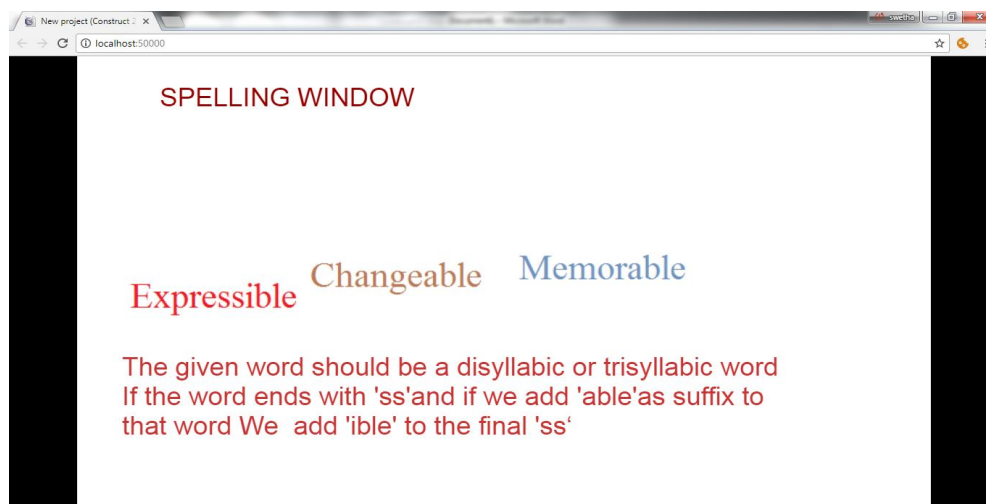 New project (Construct 2
swetha
localhost:50000
SPELLING WINDOW
Expressible Changeable Memorable
The given word should be a disyllabic or trisyllabic word
If the word ends with 'ss'and if we add 'able'as suffix to
that word We add 'ible' to the final 'ss‘